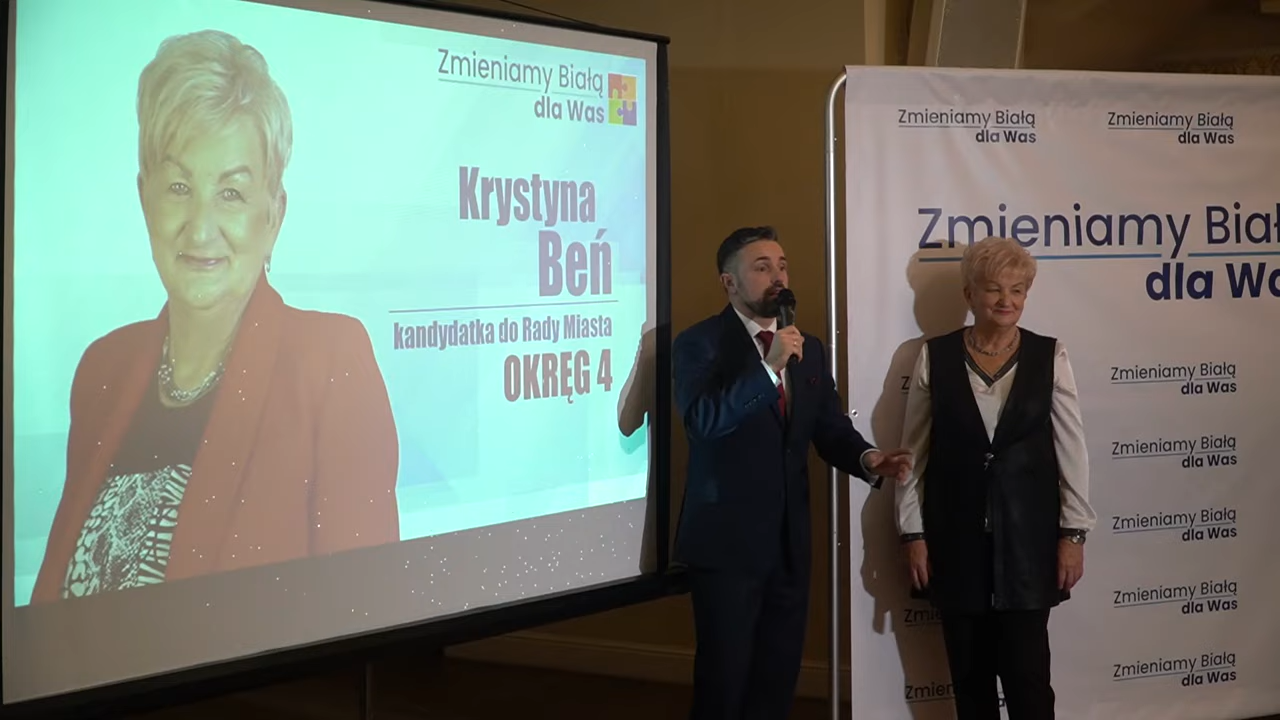 Zmieniamy Białą
dla Was
Krystyna
Beń
kandydatka do Rady Miasta
OKRĘG 4
Zmieniamy Białą
dla Was
Zmieniamy Białą
dla Was
Zmieniamy Biał
dla Wa
Zmieniamy Białą
dla Was
Zmieniamy Białą
dla Was
Zmieniamy Białą
dla Was
Zmieniamy Białą
dla Was
Zmieniamy Białą
dla Was